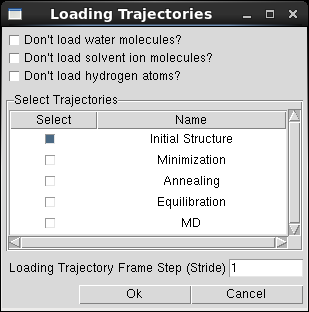 Loading Trajectories
Don't load water molecules?
Don't load solvent ion molecules?
Don't load hydrogen atoms?
Select Trajectories
Select Name
Initial Structure
Minimization
Annealing
Equilibration
MD
Loading Trajectory Frame Step (Stride) 1
Ok Cancel